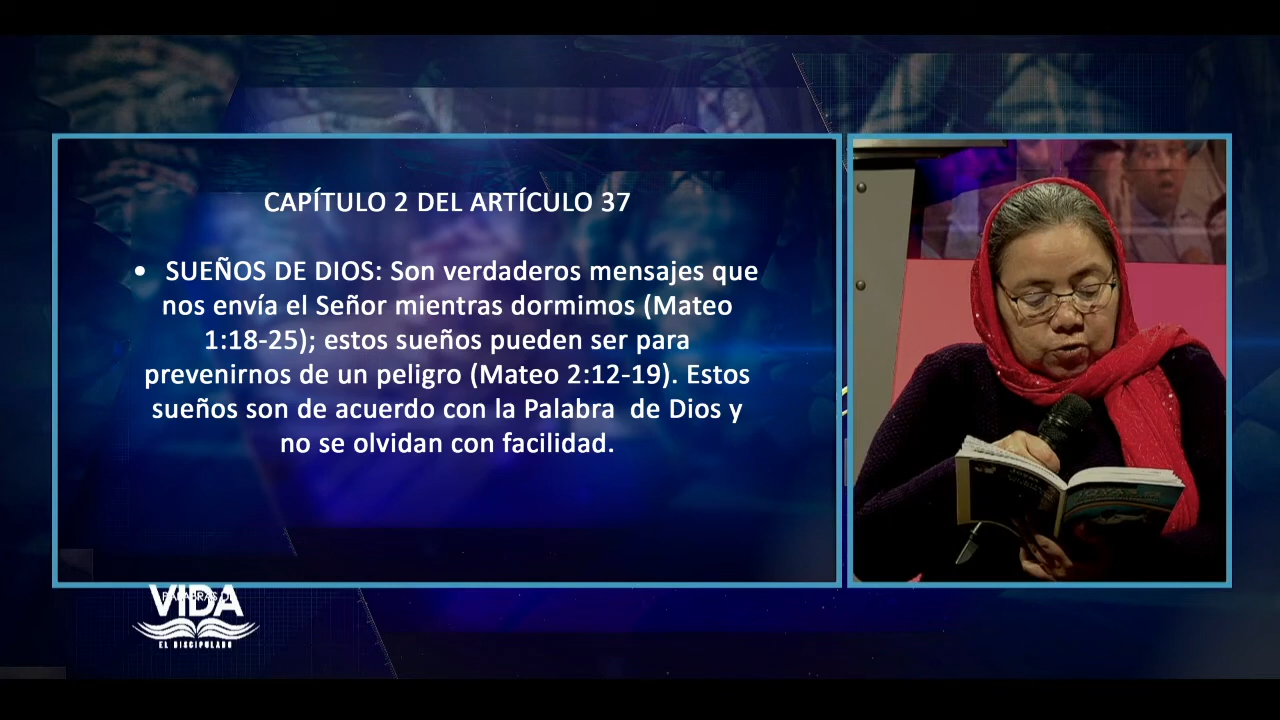 CAPÍTULO 2 DEL ARTÍCULO 37
• SUEÑOS DE DIOS: Son verdaderos mensajes que
nos envía el Señor mientras dormimos (Mateo
1:18-25); estos sueños pueden ser para
prevenirnos de un peligro (Mateo 2:12-19). Estos
sueños son de acuerdo con la Palabra  de Dios y
no se olvidan con facilidad.
PALABRAS DE
VIDA
EL DISCIPULADO